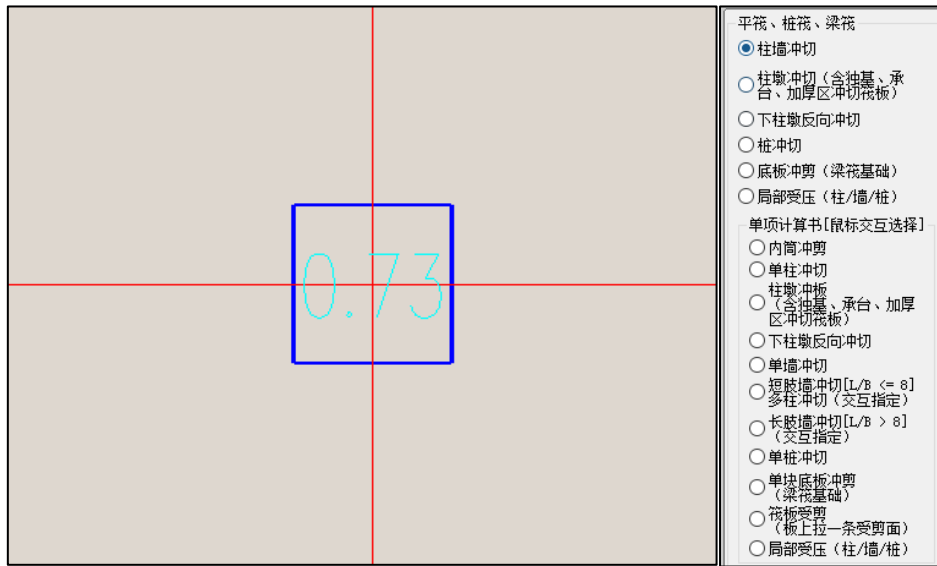 0.73
平筏、桩筏、梁筏
柱墙冲切
柱墩冲切（含独基、承
台、加厚区冲切筏板）
下柱墩反向冲切
桩冲切
底板冲剪（梁筏基础）
局部受压（柱/墙/桩）
单项计算书[鼠标交互选择]
内筒冲剪
单柱冲切
柱墩冲板
（含独基、承台、加厚
区冲切筏板）
下柱墩反向冲切
单墙冲切
短肢墙冲切[L/B <= 8]
多柱冲切（交互指定）
长肢墙冲切[L/B > 8]
（交互指定）
单桩冲切
单块底板冲剪
（梁筏基础）
筏板受剪
（板上拉一条受剪面）
局部受压（柱/墙/桩）